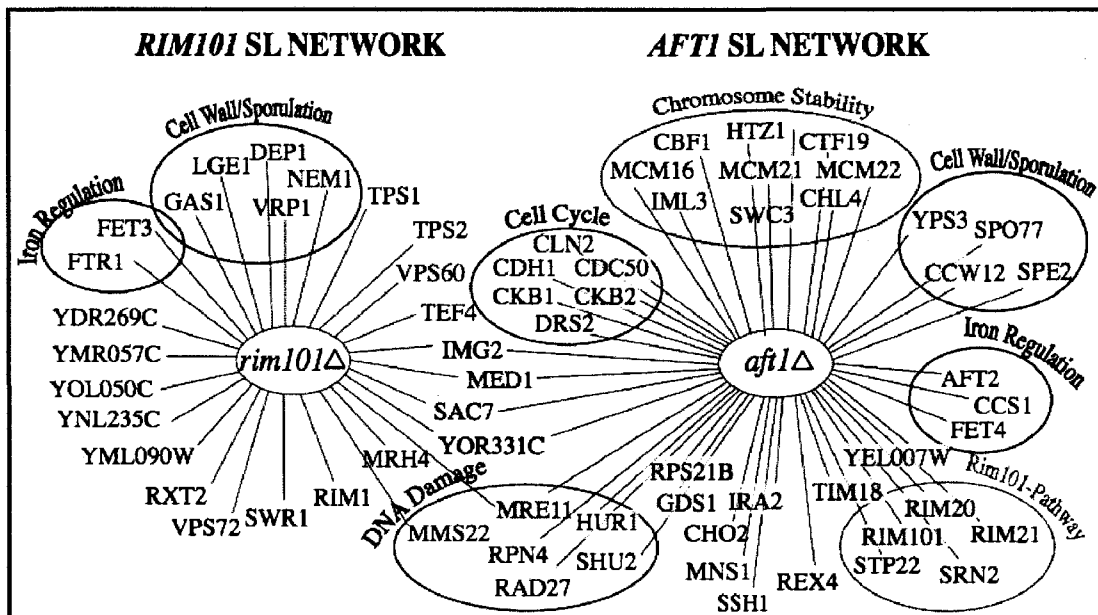 RIM101 SL NETWORK
AFT1 SL NETWORK
Cell Wall/Sporulation
LGE1
DEP1
NEM1
GAS1
VRP1
Iron Regulation
FET3
FTR1
TPS1
TPS2
VPS60
TEF4
IMG2
MED1
SAC7
YOR331C
YDR269C
YMR057C
YOL050C
YNL235C
YML090W
RXT2
VPS72
SWR1
RIM1
MRH4
rim101Δ
Cell Cycle
CLN2
CDH1
CDC50
CKB1
CKB2
DRS2
Chromosome Stability
CBF1
HTZ1
CTF19
MCM16
MCM21
MCM22
IML3
SWC3
CHL4
Cell Wall/Sporulation
YPS3
SPO77
CCW12
SPE2
aft1Δ
Iron Regulation
AFT2
CCS1
FET4
DNA Damage
MMS22
MRE11
HUR1
RPN4
SHU2
RAD27
RPS21B
GDS1
IRA2
CHO2
MNS1
SSH1
REX4
TIM18
YEL007W
Rim101-Pathway
RIM20
RIM101
RIM21
STP22
SRN2